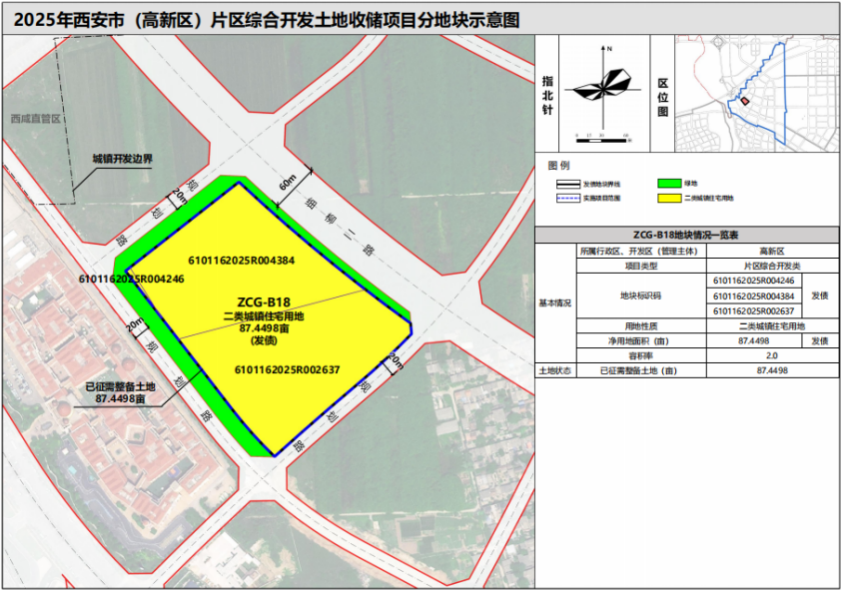 2025年西安市（高新区）片区综合开发土地收储项目分地块示意图
西咸直管区
城镇开发边界
20m
规
划
路
60m
亩
柳
二
路
6101162025R004384
6101162025R004246
ZCG-B18
二类城镇住宅用地
87.4498亩
(发债)
6101162025R002637
20m
规
划
路
已征需整备土地
87.4498亩
20m
规
划
路
指北针
N
区位图
图 例
发债地块界线
绿地
实施项目范围
二类城镇住宅用地
ZCG-B18地块情况一览表
基本情况
所属行政区、开发区（管理主体）
高新区
项目类型
片区综合开发类
地块标识码
6101162025R004246
6101162025R004384
6101162025R002637
发债
用地性质
二类城镇住宅用地
净用地面积（亩）
87.4498
发债
容积率
2.0
土地状态
已征需整备土地（亩）
87.4498